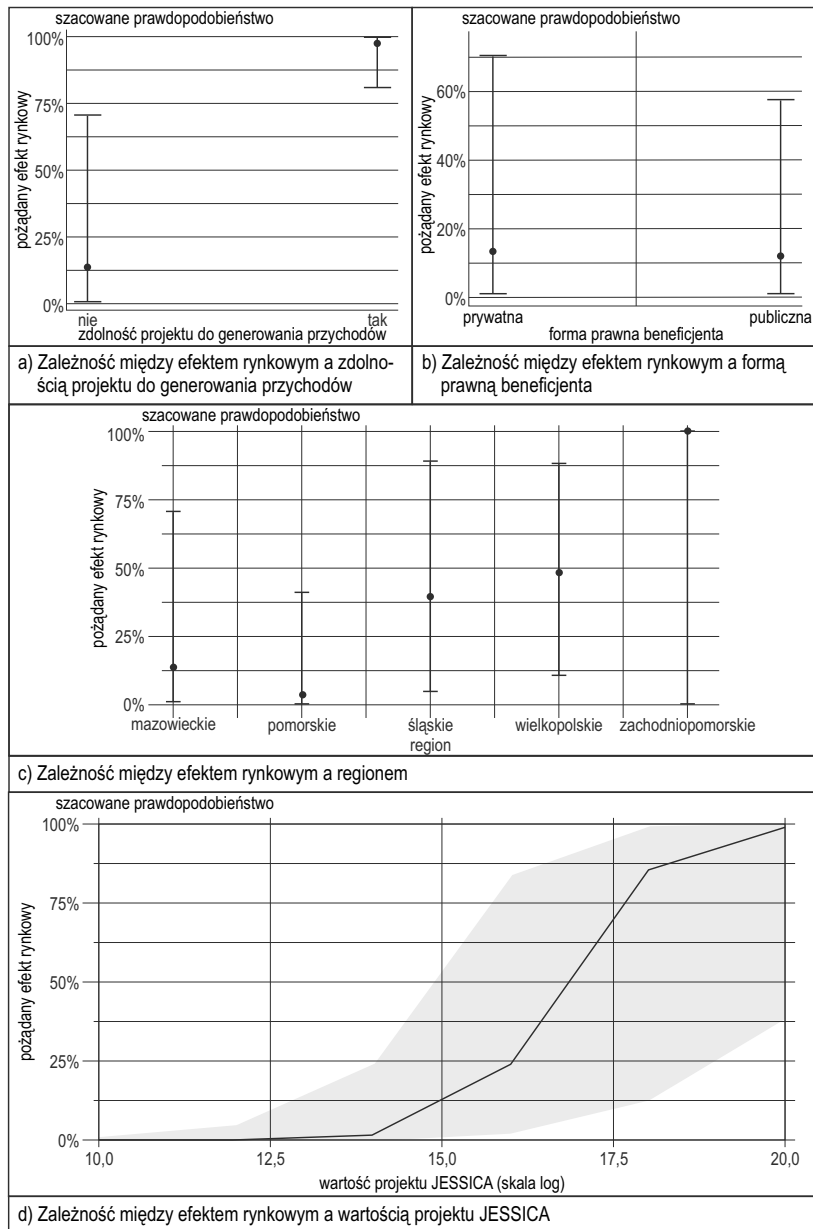 szacowane prawdopodobieństwo
100%
75%
50%
25%
0%
pożądany efekt rynkowy
nie
tak
zdolność projektu do generowania przychodów
a) Zależność między efektem rynkowym a zdolno-
ścią projektu do generowania przychodów
szacowane prawdopodobieństwo
60%
40%
20%
0%
pożądany efekt rynkowy
prywatna
publiczna
forma prawna beneficjenta
b) Zależność między efektem rynkowym a formą
prawną beneficjenta
szacowane prawdopodobieństwo
100%
75%
50%
25%
0%
pożądany efekt rynkowy
mazowieckie
pomorskie
śląskie
wielkopolskie
zachodniopomorskie
region
c) Zależność między efektem rynkowym a regionem
szacowane prawdopodobieństwo
100%
75%
50%
25%
0%
pożądany efekt rynkowy
10,0
12,5
15,0
17,5
20,0
wartość projektu JESSICA (skala log)
d) Zależność między efektem rynkowym a wartością projektu JESSICA